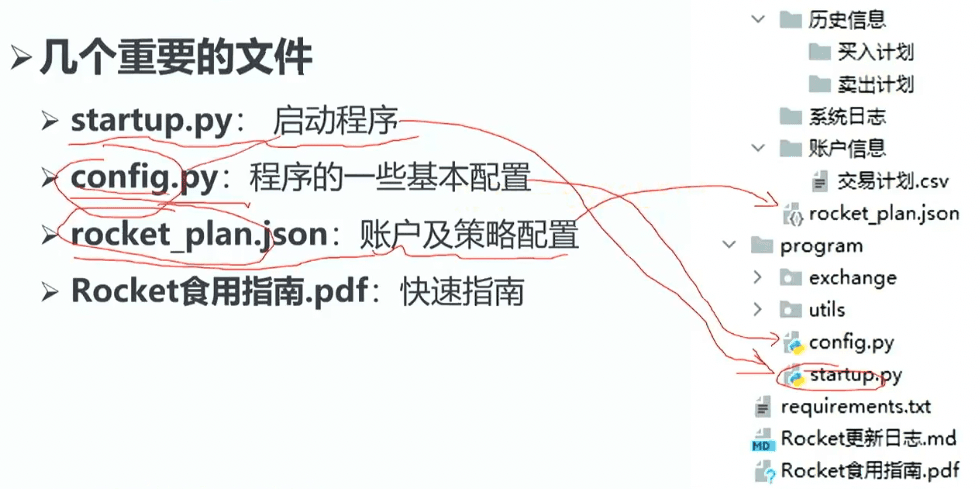 几个重要的文件
startup.py： 启动程序
config.py：程序的一些基本配置
rocket_plan.json：账户及策略配置
Rocket食用指南.pdf：快速指南
历史信息
买入计划
卖出计划
系统日志
账户信息
交易计划.csv
rocket_plan.json
program
exchange
utils
config.py
startup.py
requirements.txt
MD Rocket更新日志.md
Rocket食用指南.pdf